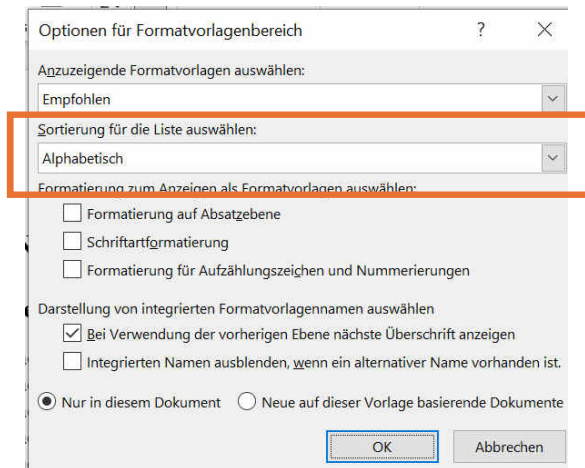 Optionen für Formatvorlagenbereich ?
Anzuzeigende Formatvorlagen auswählen:
Empfohlen
Sortierung für die Liste auswählen:
Alphabetisch
Formatierung zum Anzeigen als Formatvorlagen auswählen:
Formatierung auf Absatzebene
Schriftartformatierung
Formatierung für Aufzählungszeichen und Nummerierungen
Darstellung von integrierten Formatvorlagennamen auswählen
Bei Verwendung der vorherigen Ebene nächste Überschrift anzeigen
Integrierten Namen ausblenden, wenn ein alternativer Name vorhanden ist.
Nur in diesem Dokument Neue auf dieser Vorlage basierende Dokumente
OK Abbrechen